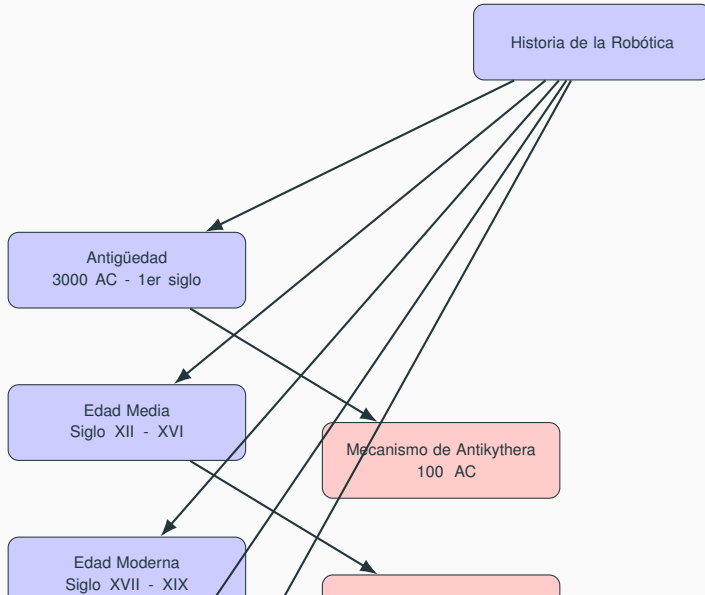 Historia de la Robótica
Antigüedad
3000 AC - 1er siglo
Edad Media
Siglo XII - XVI
Mecanismo de Antikythera
100 AC
Edad Moderna
Siglo XVII - XIX